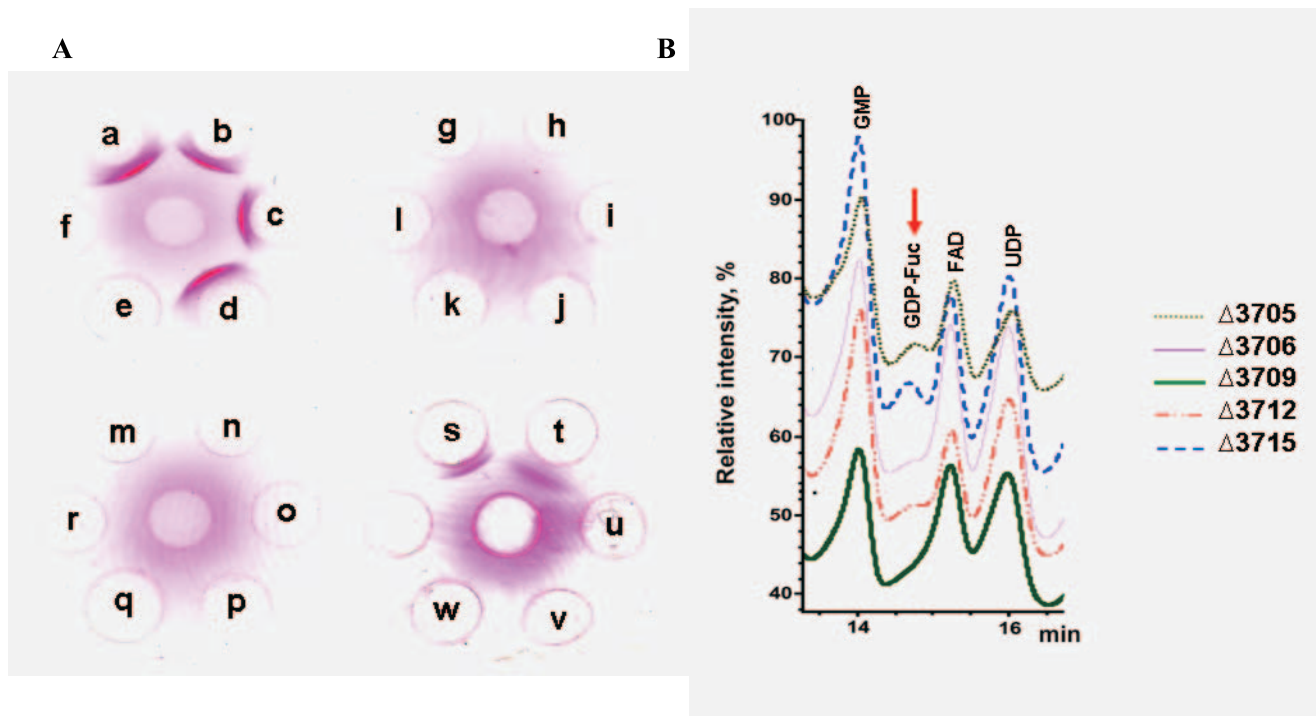 A
B
a b
f c
e d
g h
l i
k j
m n
r o
q p
s t
u
w v
Relative intensity, %
100
90
80
70
60
50
40
14 16 min
GMP
GDP-Fuc
FAD
UDP
Δ3705
Δ3706
Δ3709
Δ3712
Δ3715